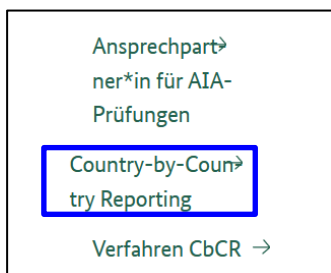 Ansprechpart→
ner*in für AIA-
Prüfungen
Country-by-Coun→
try Reporting
Verfahren CbCR →